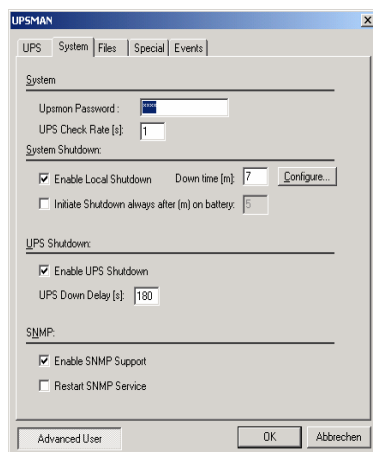 UPSMAN
UPS System Files Special Events
System
Upsmon Password : ****
UPS Check Rate [s]: 1
System Shutdown:
Enable Local Shutdown Down time [m]: 7 Configure...
Initiate Shutdown always after (m) on battery: 5
UPS Shutdown:
Enable UPS Shutdown
UPS Down Delay [s]: 180
SNMP:
Enable SNMP Support
Restart SNMP Service
Advanced User OK Abbrechen